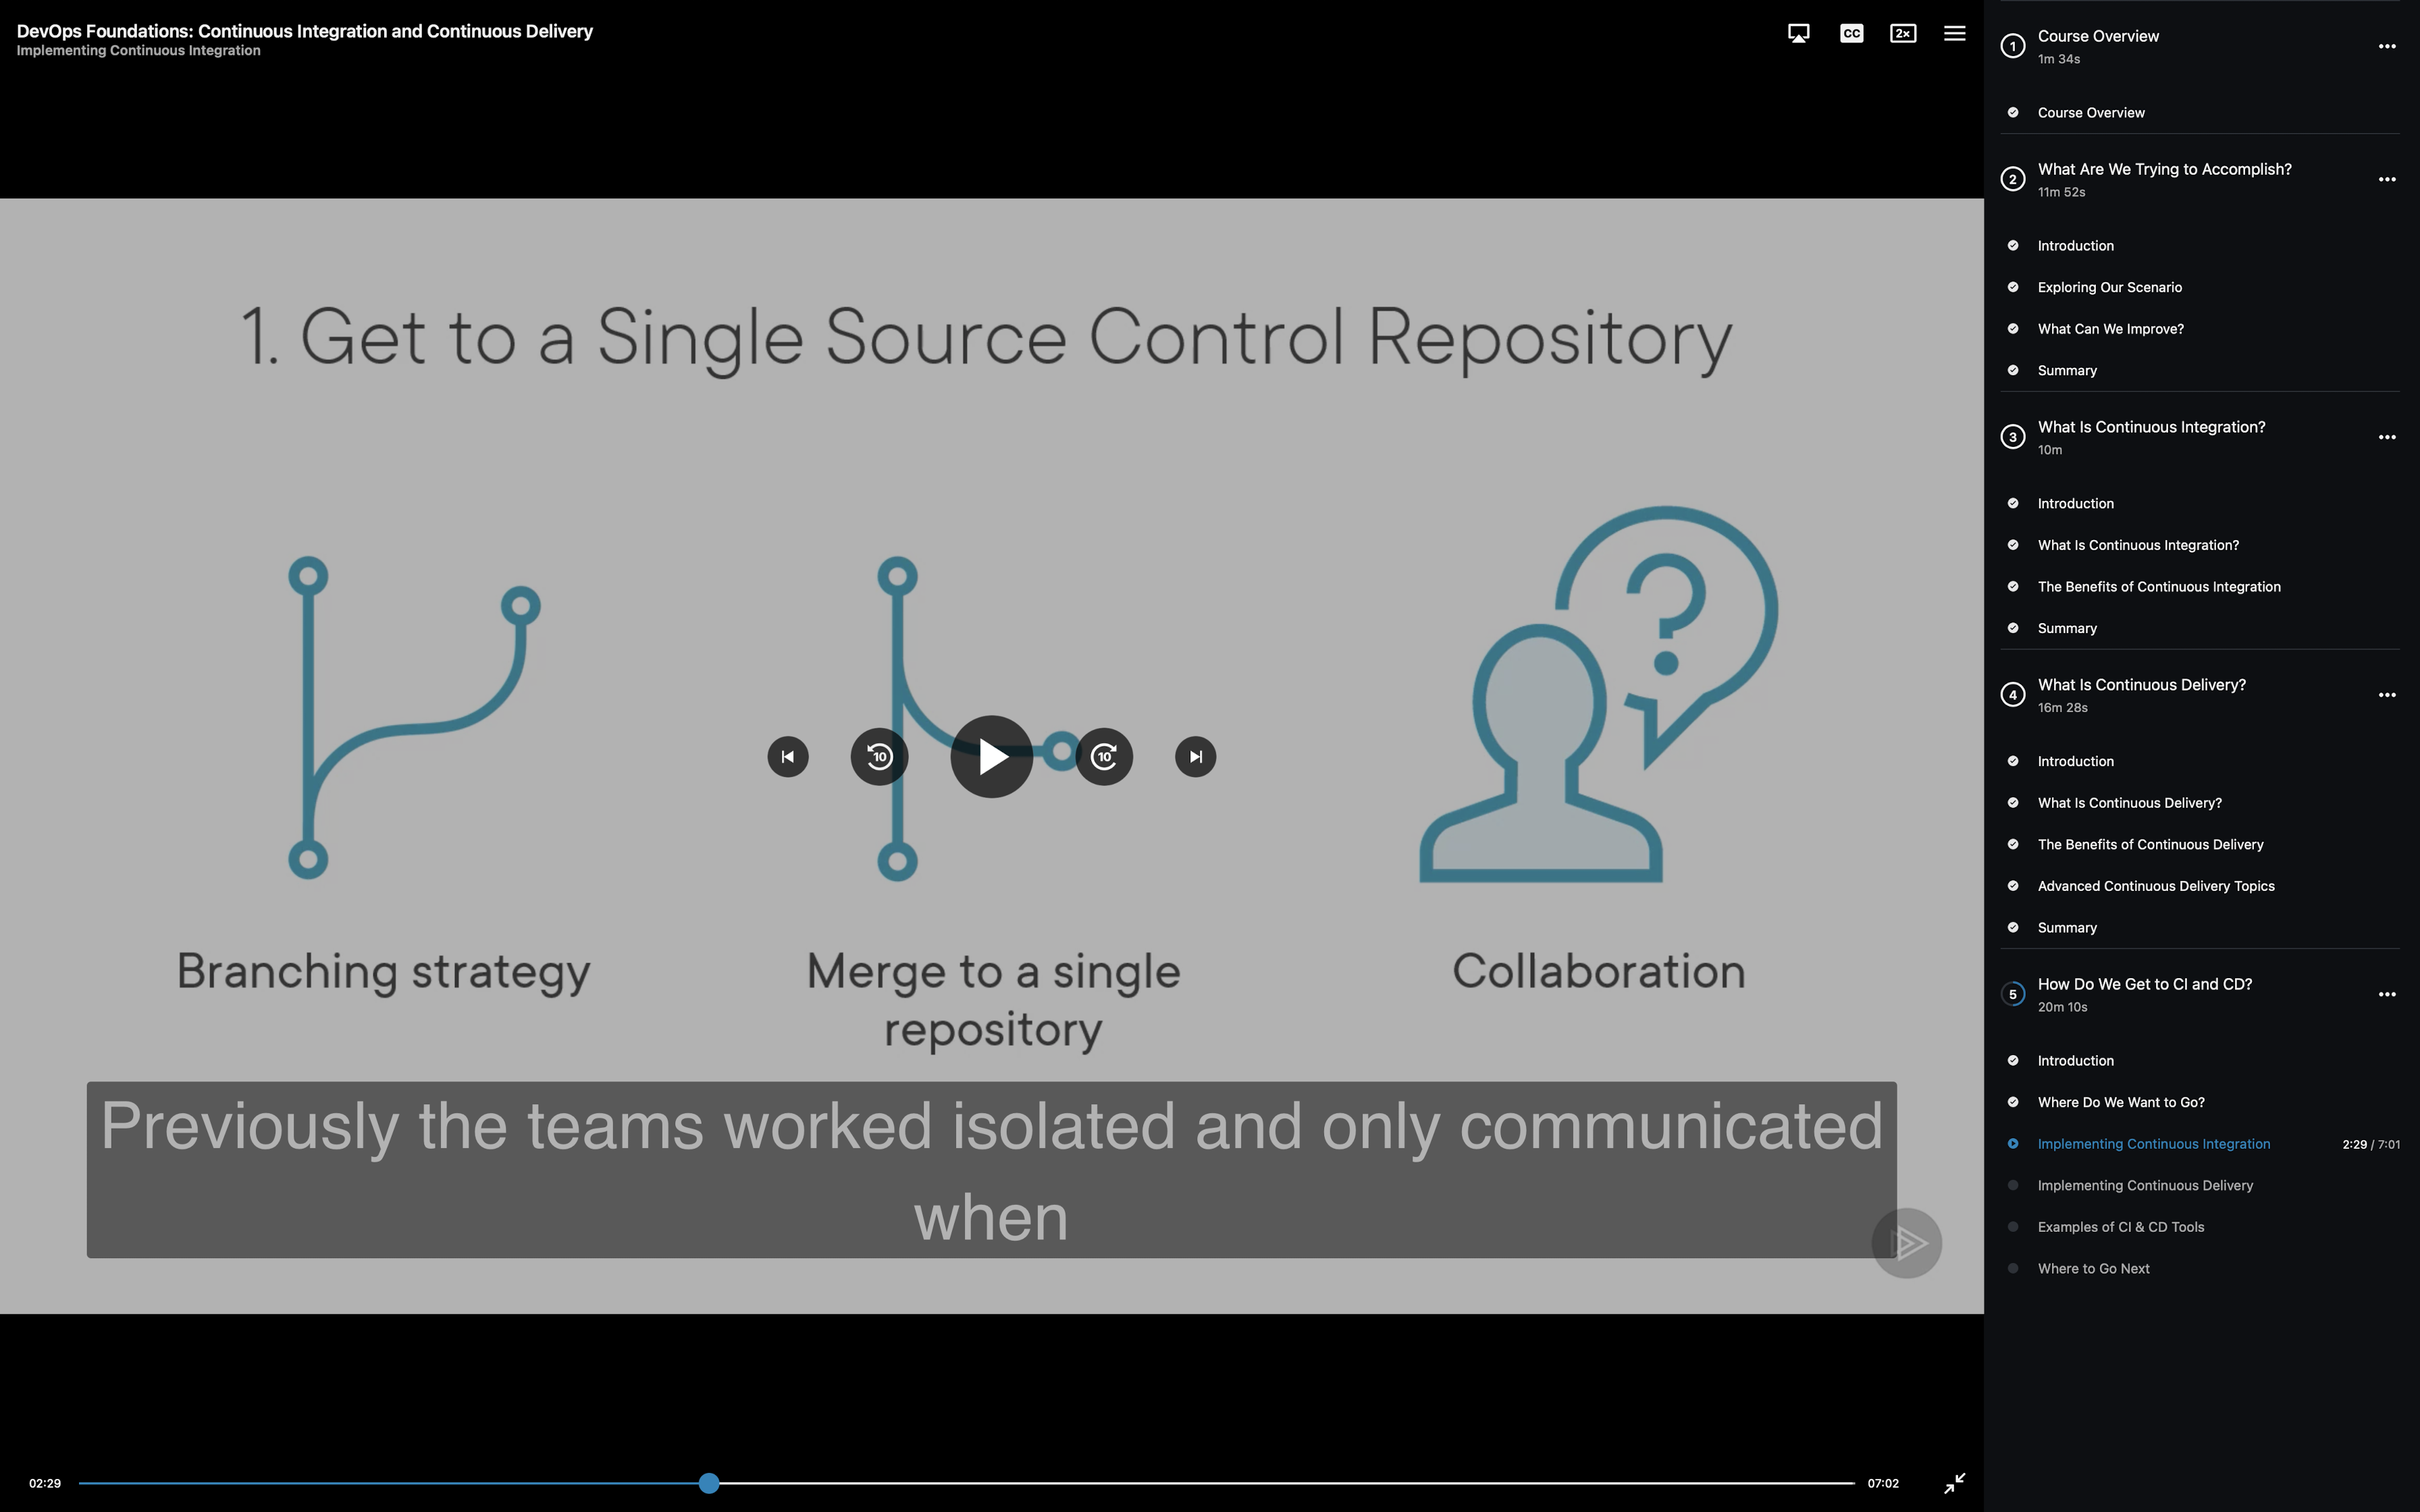 DevOps Foundations: Continuous Integration and Continuous Delivery
Implementing Continuous Integration
CC
2×
1. Get to a Single Source Control Repository
10
10
Branching strategy
Merge to a single
repository
Collaboration
Previously the teams worked isolated and only communicated
when
02:29
07:02
1
Course Overview
1m 34s
Course Overview
2
What Are We Trying to Accomplish?
11m 52s
Introduction
Exploring Our Scenario
What Can We Improve?
Summary
3
What Is Continuous Integration?
10m
Introduction
What Is Continuous Integration?
The Benefits of Continuous Integration
Summary
4
What Is Continuous Delivery?
16m 28s
Introduction
What Is Continuous Delivery?
The Benefits of Continuous Delivery
Advanced Continuous Delivery Topics
Summary
5
How Do We Get to CI and CD?
20m 10s
Introduction
Where Do We Want to Go?
Implementing Continuous Integration 2:29 / 7:01
Implementing Continuous Delivery
Examples of CI & CD Tools
Where to Go Next